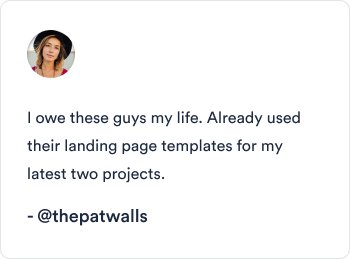 I owe these guys my life. Already used
their landing page templates for my
latest two projects.
- @thepatwalls